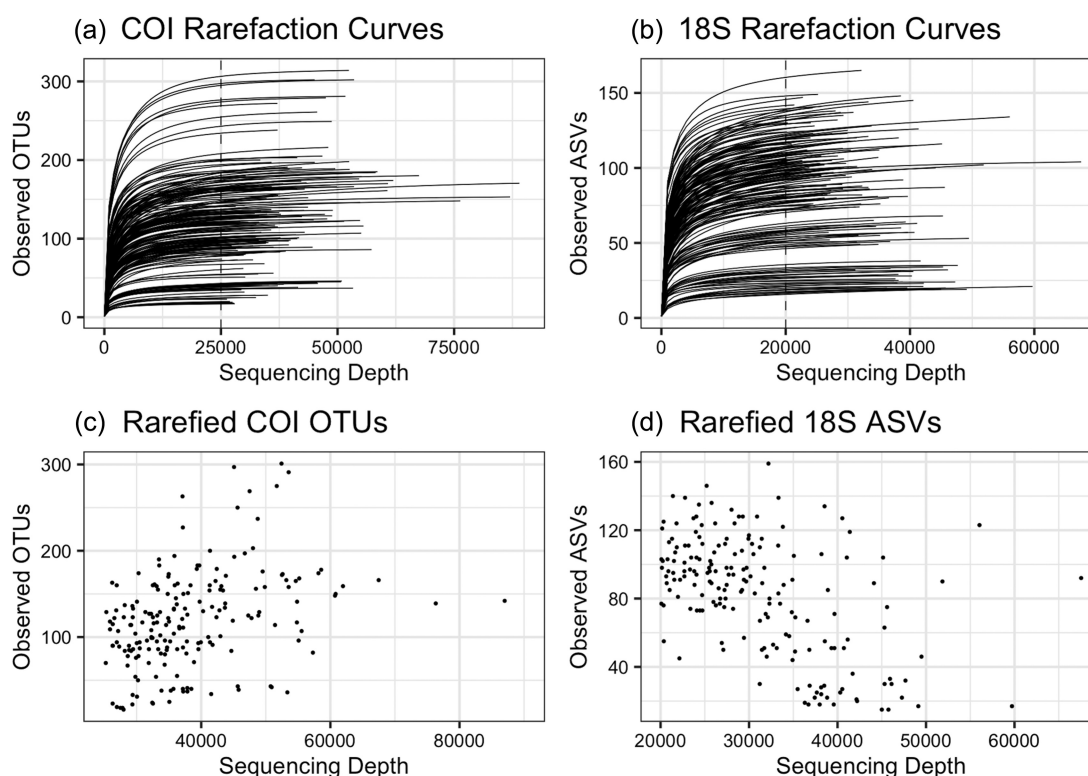 (a) COI Rarefaction Curves
Observed OTUs
300
200
100
0
0 25000 50000 75000
Sequencing Depth
(b) 18S Rarefaction Curves
Observed ASVs
150
100
50
0
0 20000 40000 60000
Sequencing Depth
(c) Rarefied COI OTUs
Observed OTUs
300
200
100
40000 60000 80000
Sequencing Depth
(d) Rarefied 18S ASVs
Observed ASVs
160
120
80
40
20000 30000 40000 50000 60000
Sequencing Depth